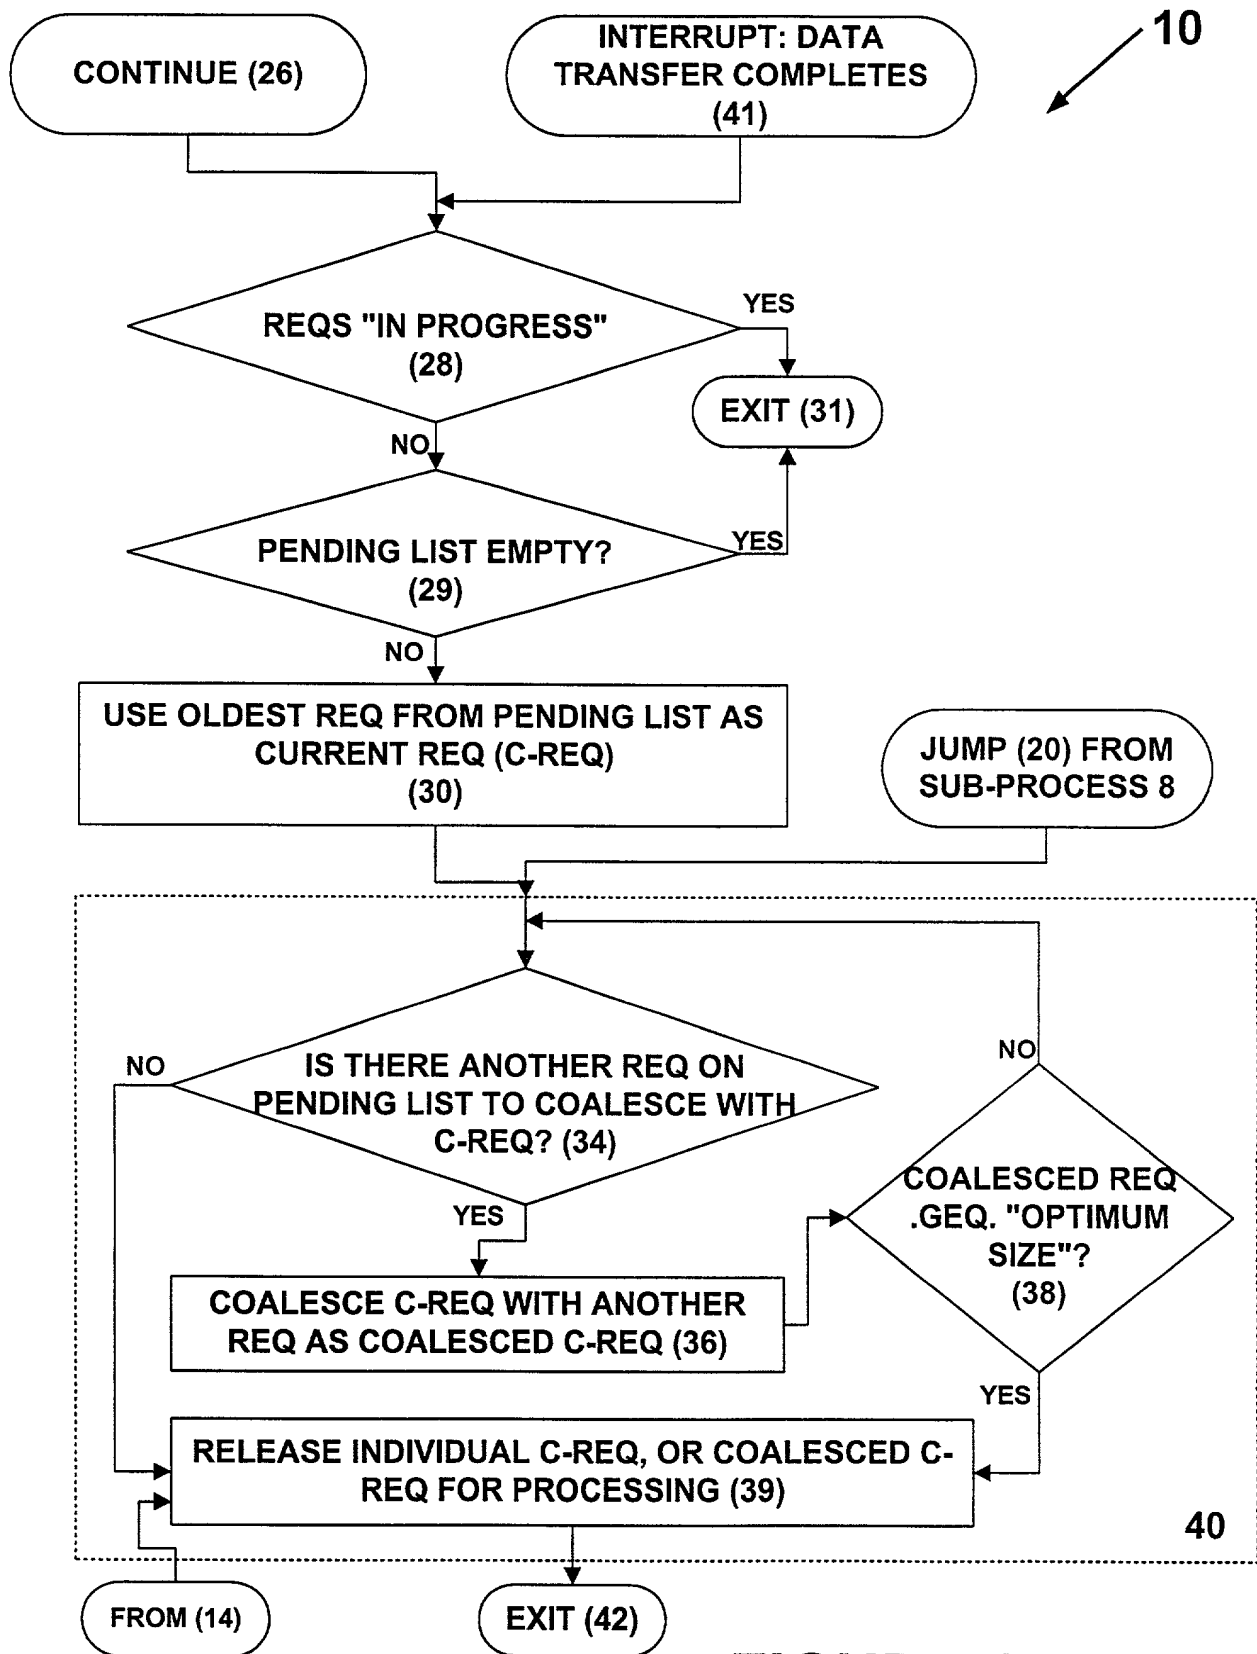 10
CONTINUE (26)
INTERRUPT: DATA
TRANSFER COMPLETES
(41)
REQS "IN PROGRESS"
(28)
YES
EXIT (31)
NO
PENDING LIST EMPTY?
(29)
YES
NO
USE OLDEST REQ FROM PENDING LIST AS
CURRENT REQ (C-REQ)
(30)
JUMP (20) FROM
SUB-PROCESS 8
NO
IS THERE ANOTHER REQ ON
PENDING LIST TO COALESCE WITH
C-REQ? (34)
YES
NO
COALESCED REQ
.GEQ. "OPTIMUM
SIZE"?
(38)
COALESCE C-REQ WITH ANOTHER
REQ AS COALESCED C-REQ (36)
YES
RELEASE INDIVIDUAL C-REQ, OR COALESCED C-
REQ FOR PROCESSING (39)
40
FROM (14)
EXIT (42)